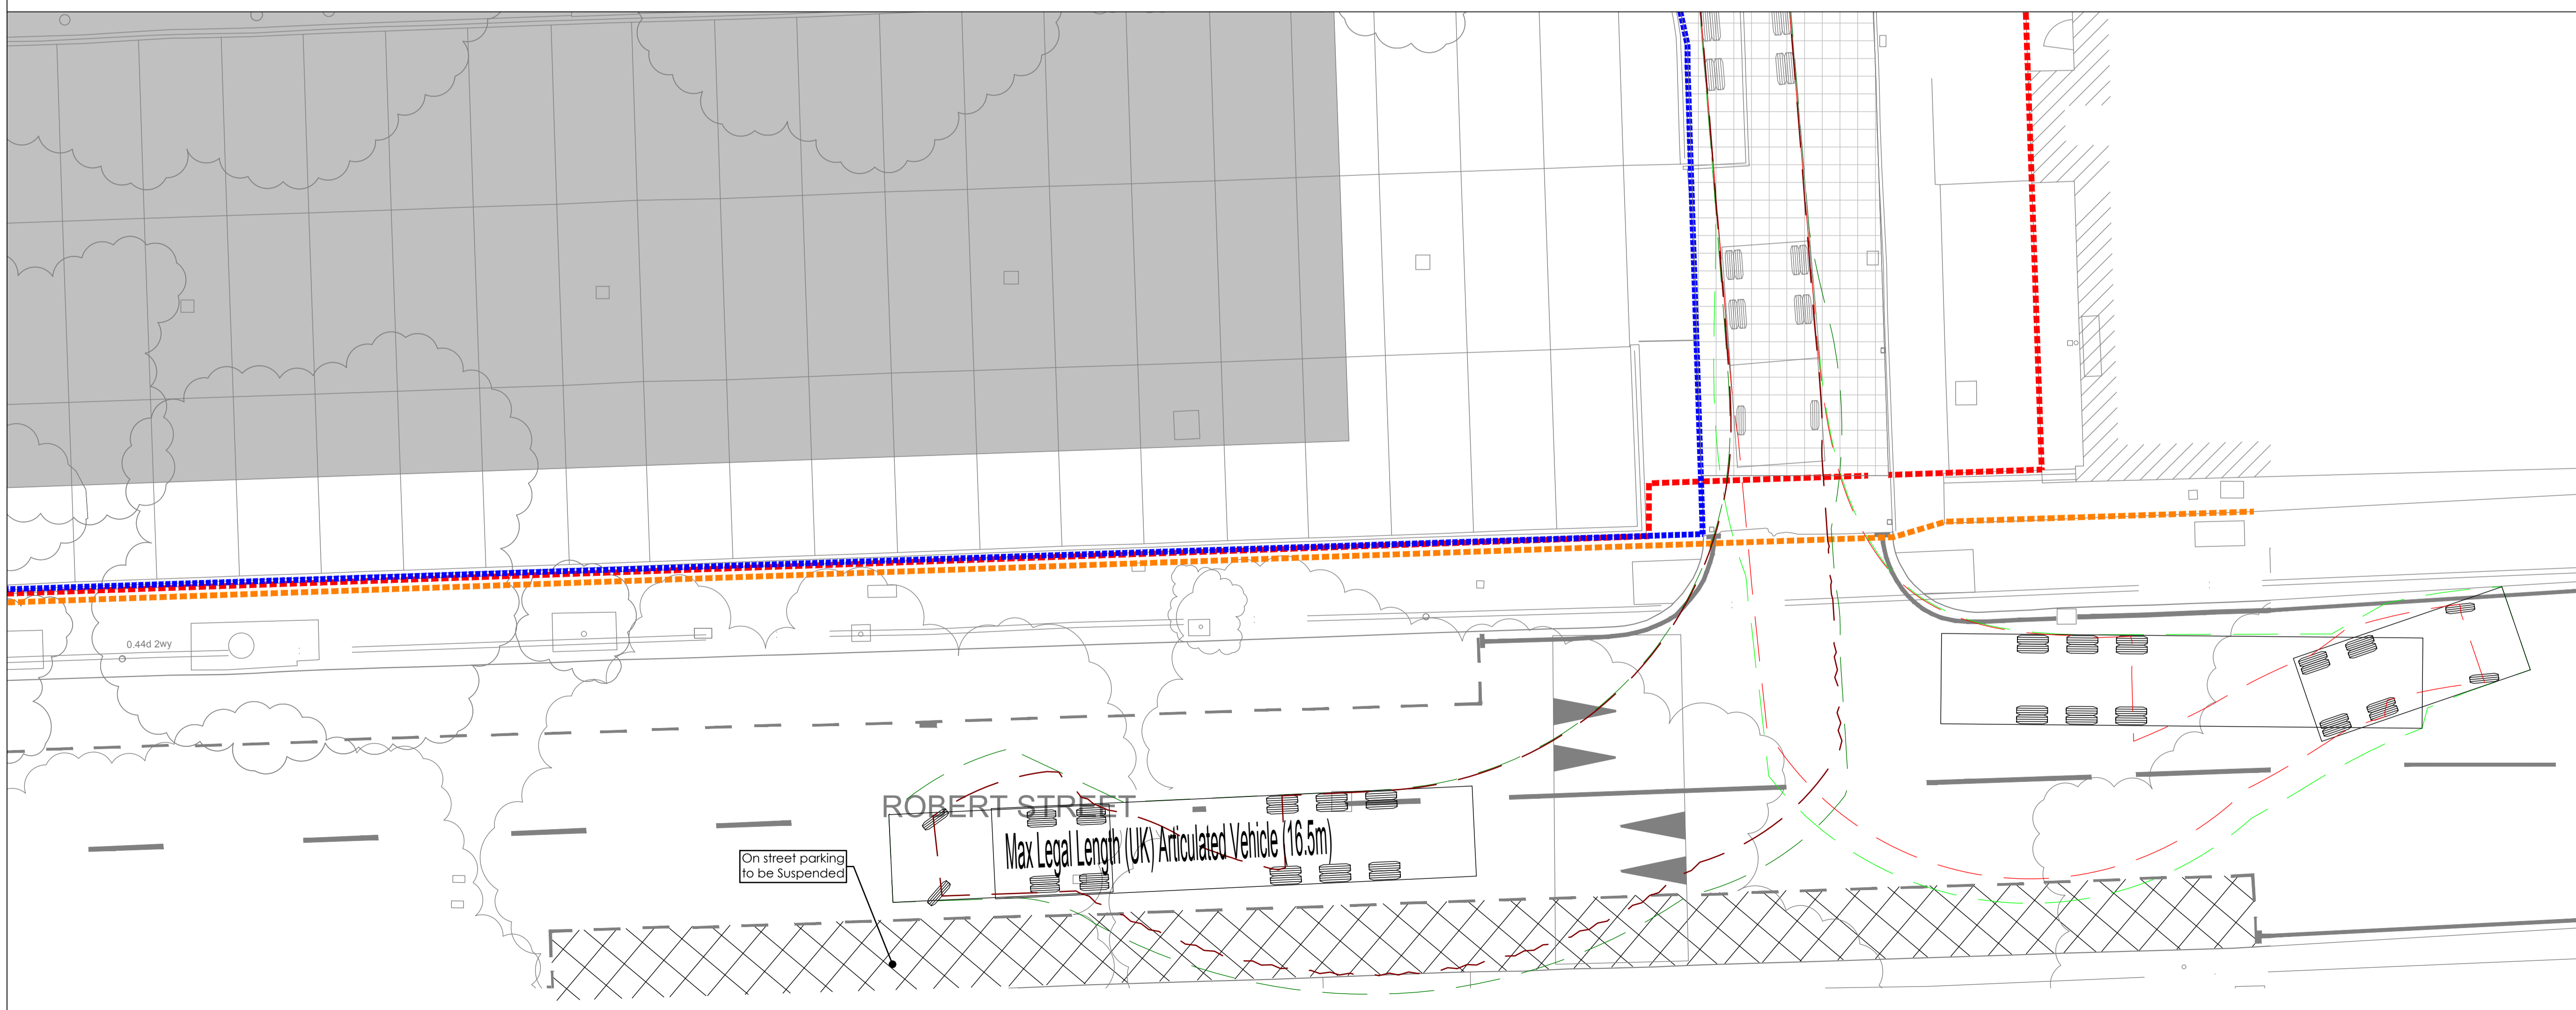 0.44d 2wy
ROBERT STREET
Max Legal Length (UK) Articulated Vehicle (16.5m)
On street parking
to be Suspended